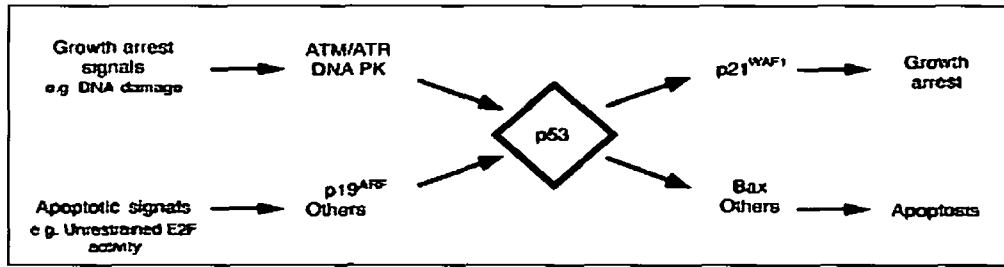 Growth arrest
signals
e.g. DNA damage
ATM/ATR
DNA PK
p53
p21WAF1
Growth
arrest
Apoptotic signals
e.g. Unrestrained E2F
activity
p19ARF
Others
Bax
Others
Apoptosis